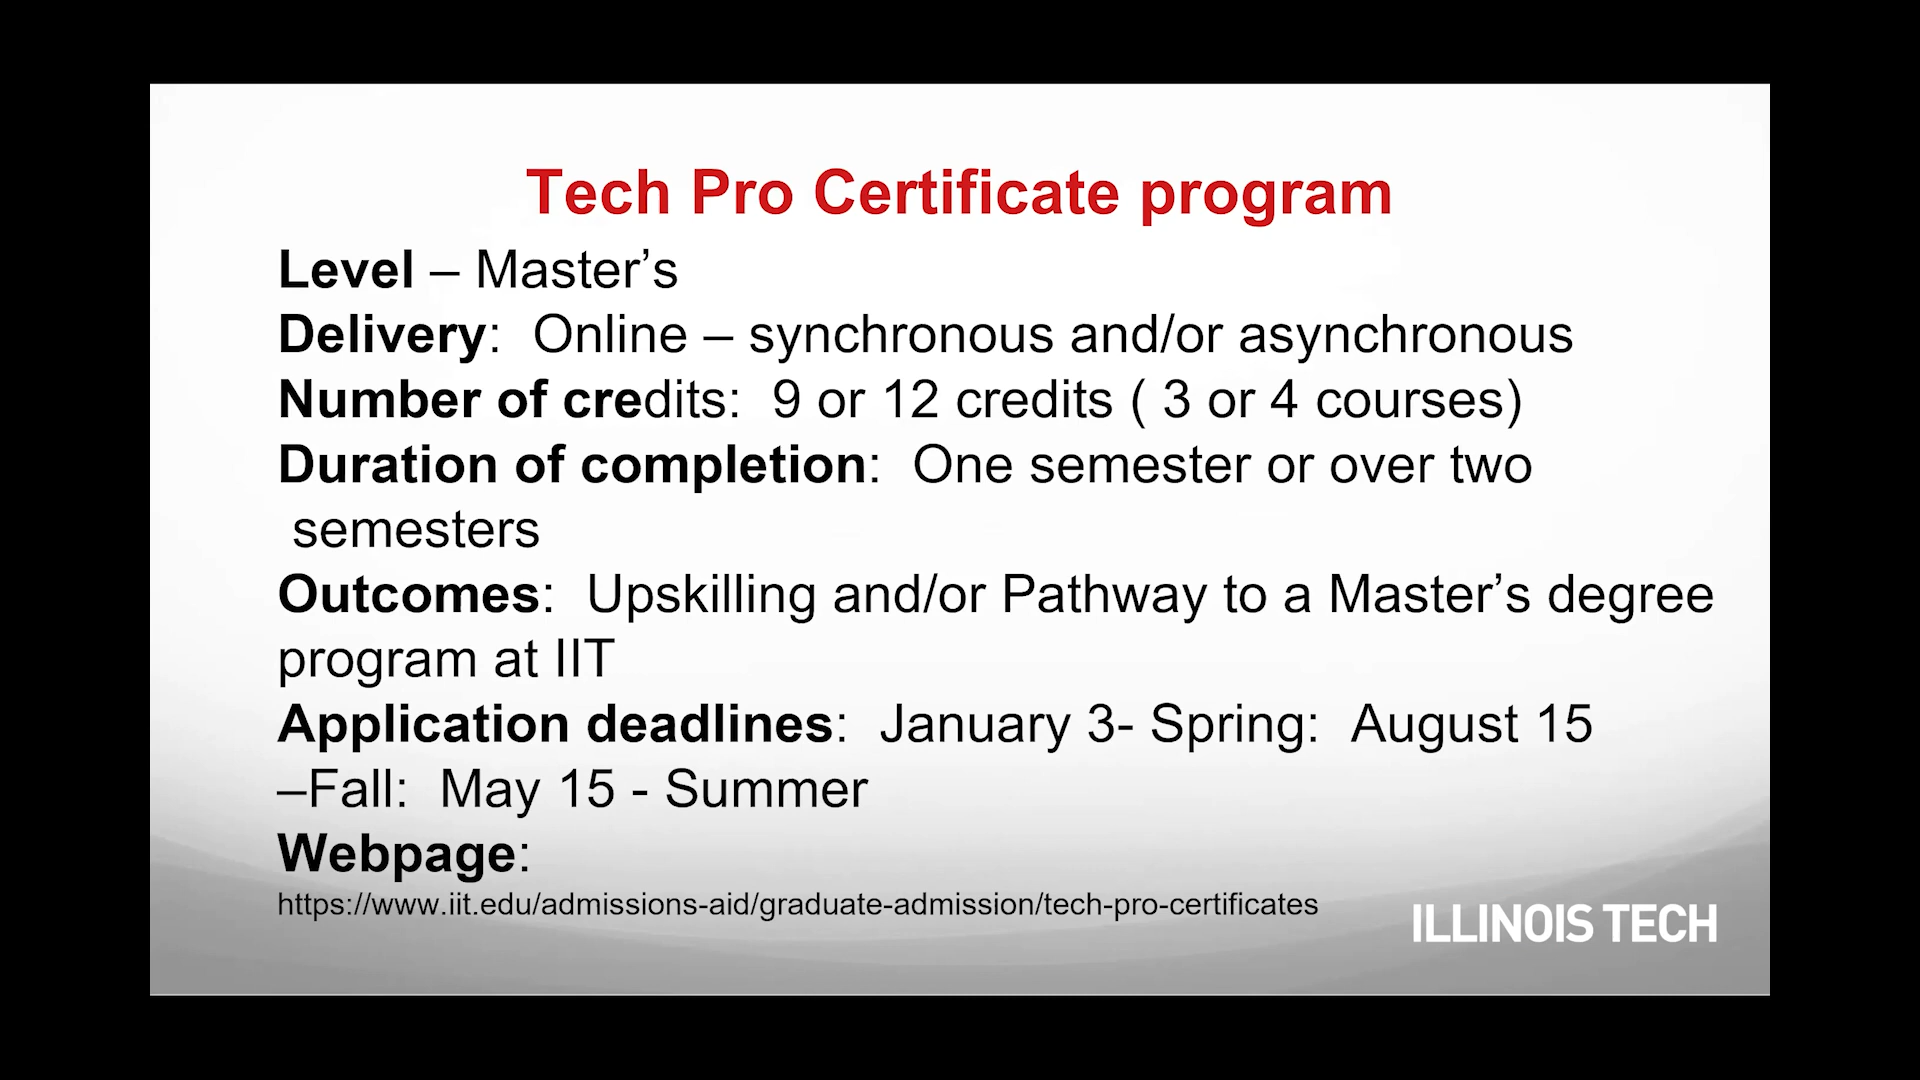 Tech Pro Certificate program
Level – Master’s
Delivery:  Online – synchronous and/or asynchronous
Number of credits:  9 or 12 credits ( 3 or 4 courses)
Duration of completion:  One semester or over two
semesters
Outcomes:  Upskilling and/or Pathway to a Master’s degree
program at IIT
Application deadlines:  January 3- Spring:  August 15
–Fall:  May 15 - Summer
Webpage:
https://www.iit.edu/admissions-aid/graduate-admission/tech-pro-certificates
ILLINOIS TECH